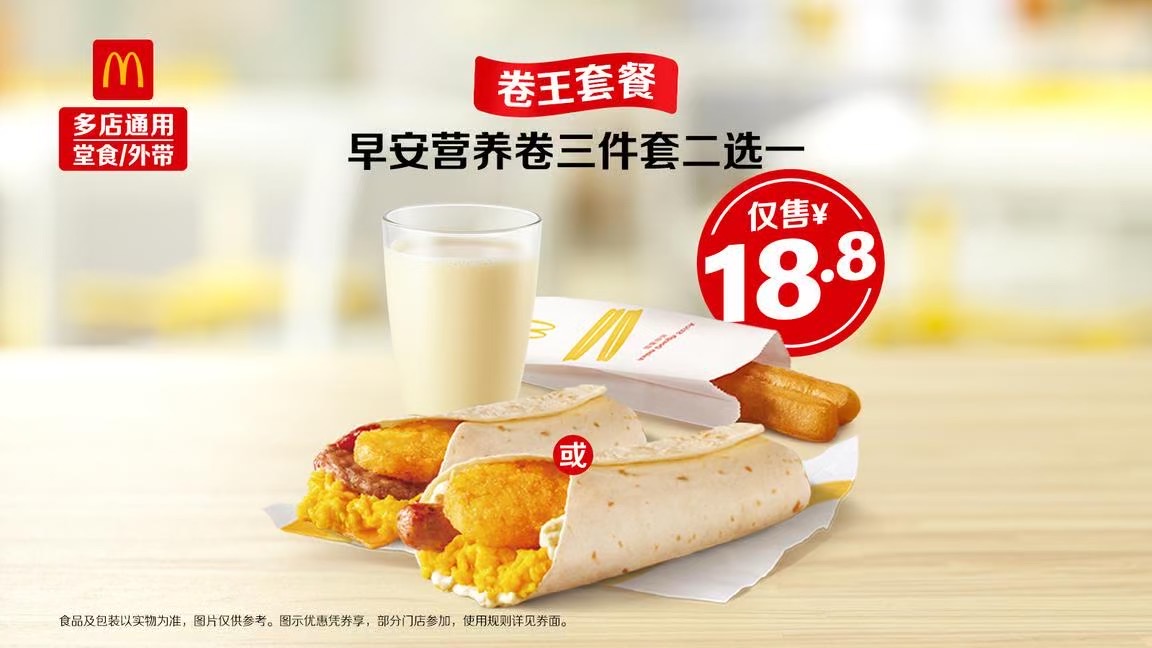 多店通用
堂食/外带
卷王套餐
早安营养卷三件套二选一
仅售¥
18.8
或
食品及包装以实物为准，图片仅供参考。图示优惠凭券享，部分门店参加，使用规则详见券面。